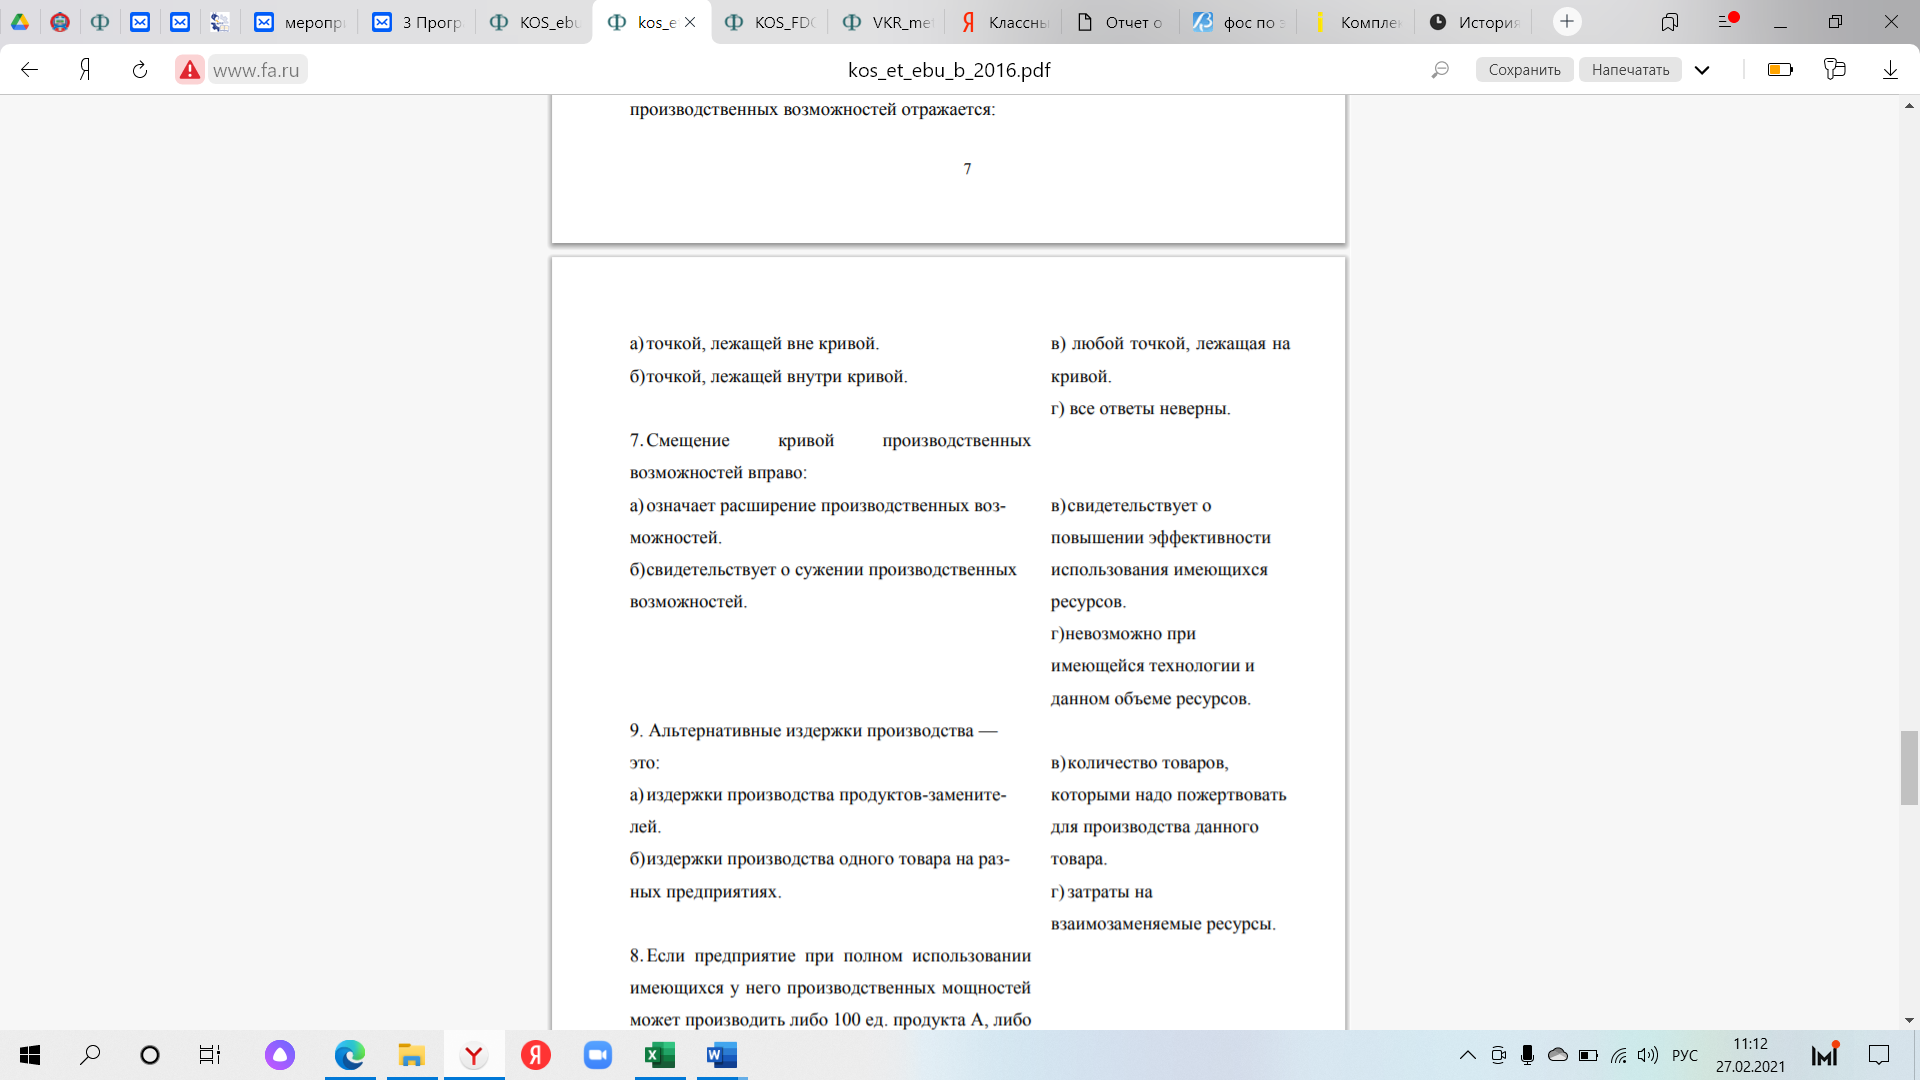 меропр
3 Прогр
KOS_ebu
kos_e
KOS_FD
VKR_me
Классны
Отчет о
фос по э
Комплек
История
www.fa.ru
kos_et_ebu_b_2016.pdf
Сохранить
Напечатать
производственных возможностей отражается:
7
а) точкой, лежащей вне кривой.
б)точкой, лежащей внутри кривой.
в) любой точкой, лежащая на
кривой.
г) все ответы неверны.
7. Смещение кривой производственных
возможностей вправо:
а) означает расширение производственных воз-
можностей.
б)свидетельствует о сужении производственных
возможностей.
в)свидетельствует о
повышении эффективности
использования имеющихся
ресурсов.
г)невозможно при
имеющейся технологии и
данном объеме ресурсов.
9. Альтернативные издержки производства —
это:
а) издержки производства продуктов-замените-
лей.
б)издержки производства одного товара на раз-
ных предприятиях.
в)количество товаров,
которыми надо пожертвовать
для производства данного
товара.
г) затраты на
взаимозаменяемые ресурсы.
8. Если предприятие при полном использовании
имеющихся у него производственных мощностей
может производить либо 100 ед. продукта А, либо
РУС
11:12
27.02.2021